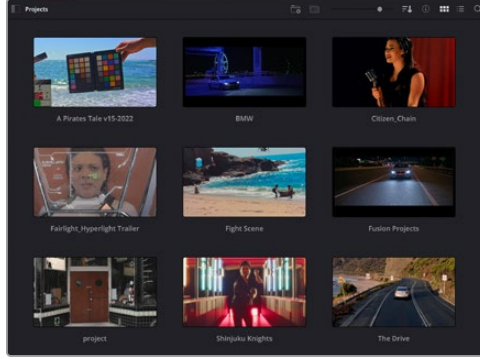 Projects
A Pirates Tale v15-2022
BMW
Citizen_Chain
Fairlight_Hyperlight Trailer
Fight Scene
Fusion Projects
project
Shinjuku Knights
The Drive